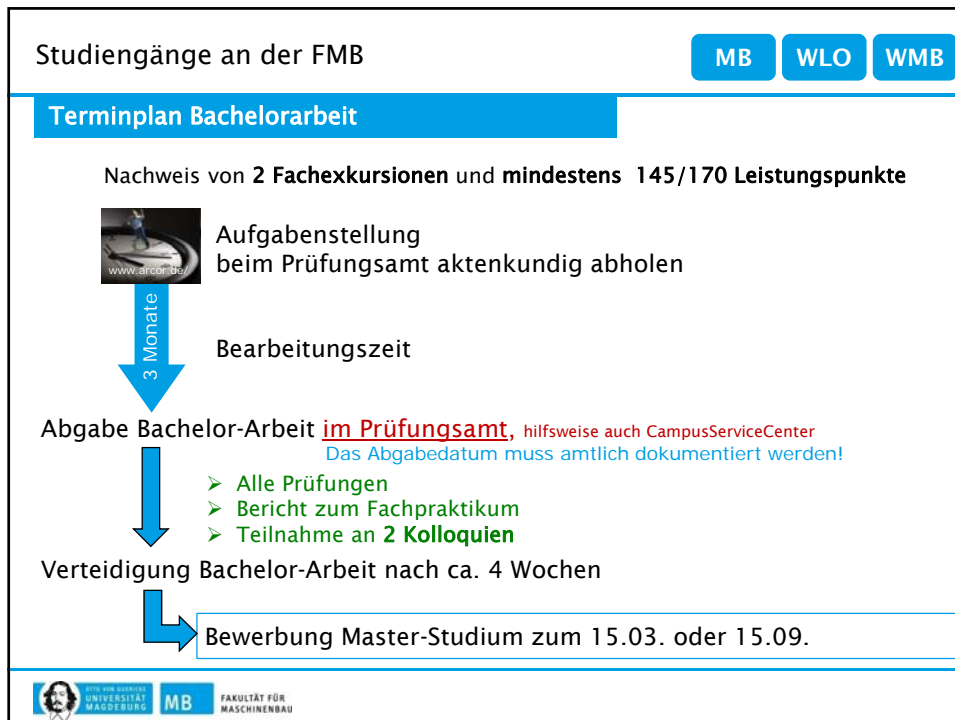 Studiengänge an der FMB
MB WLO WMB
Terminplan Bachelorarbeit
Nachweis von 2 Fachexkursionen und mindestens 145/170 Leistungspunkte
www.arcor.de/
Aufgabenstellung
beim Prüfungsamt aktenkundig abholen
3 Monate
Bearbeitungszeit
Abgabe Bachelor-Arbeit im Prüfungsamt, hilfsweise auch CampusServiceCenter
Das Abgabedatum muss amtlich dokumentiert werden!
➢ Alle Prüfungen
➢ Bericht zum Fachpraktikum
➢ Teilnahme an 2 Kolloquien
Verteidigung Bachelor-Arbeit nach ca. 4 Wochen
Bewerbung Master-Studium zum 15.03. oder 15.09.
OTTO VON GUERICKE
UNIVERSITÄT
MAGDEBURG
MB
FAKULTÄT FÜR
MASCHINENBAU